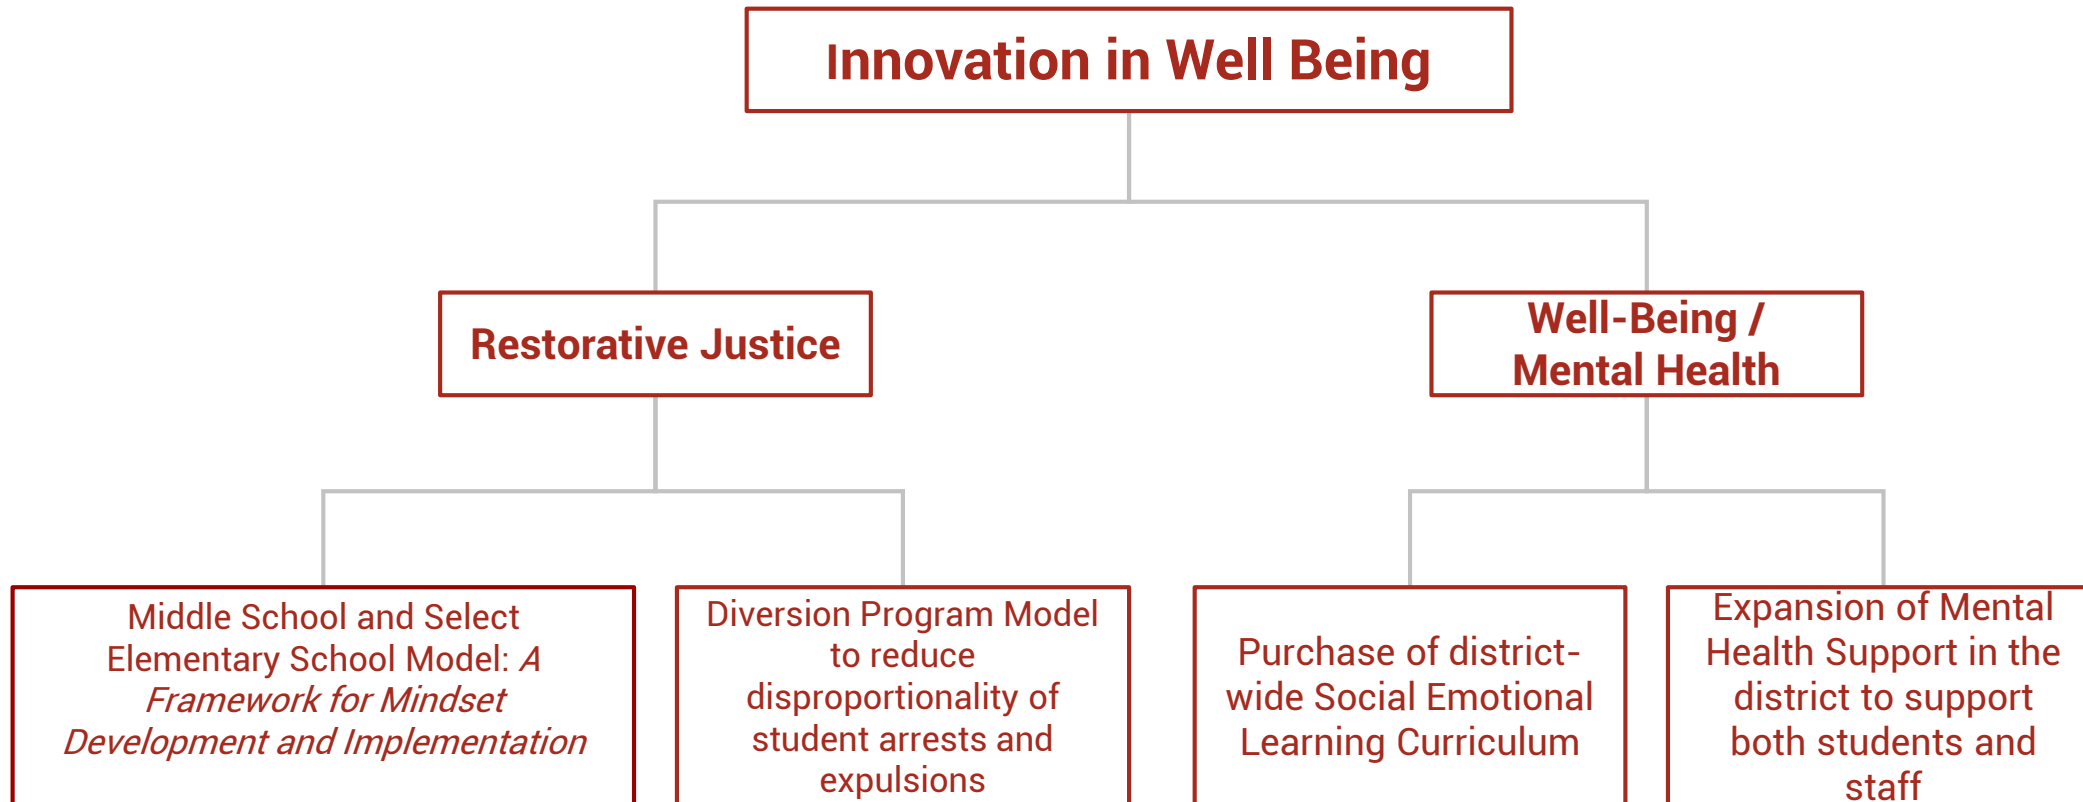 Innovation in Well Being
Restorative Justice
Well-Being /
Mental Health
Middle School and Select
Elementary School Model: A
Framework for Mindset
Development and Implementation
Diversion Program Model
to reduce
disproportionality of
student arrests and
expulsions
Purchase of district-
wide Social Emotional
Learning Curriculum
Expansion of Mental
Health Support in the
district to support
both students and
staff